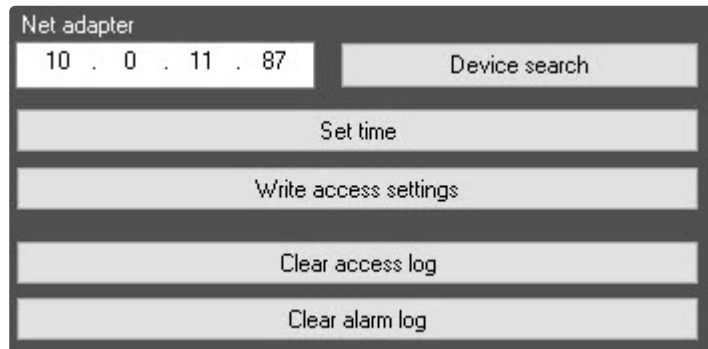 Net adapter
10 . 0 . 11 . 87 Device search
Set time
Write access settings
Clear access log
Clear alarm log